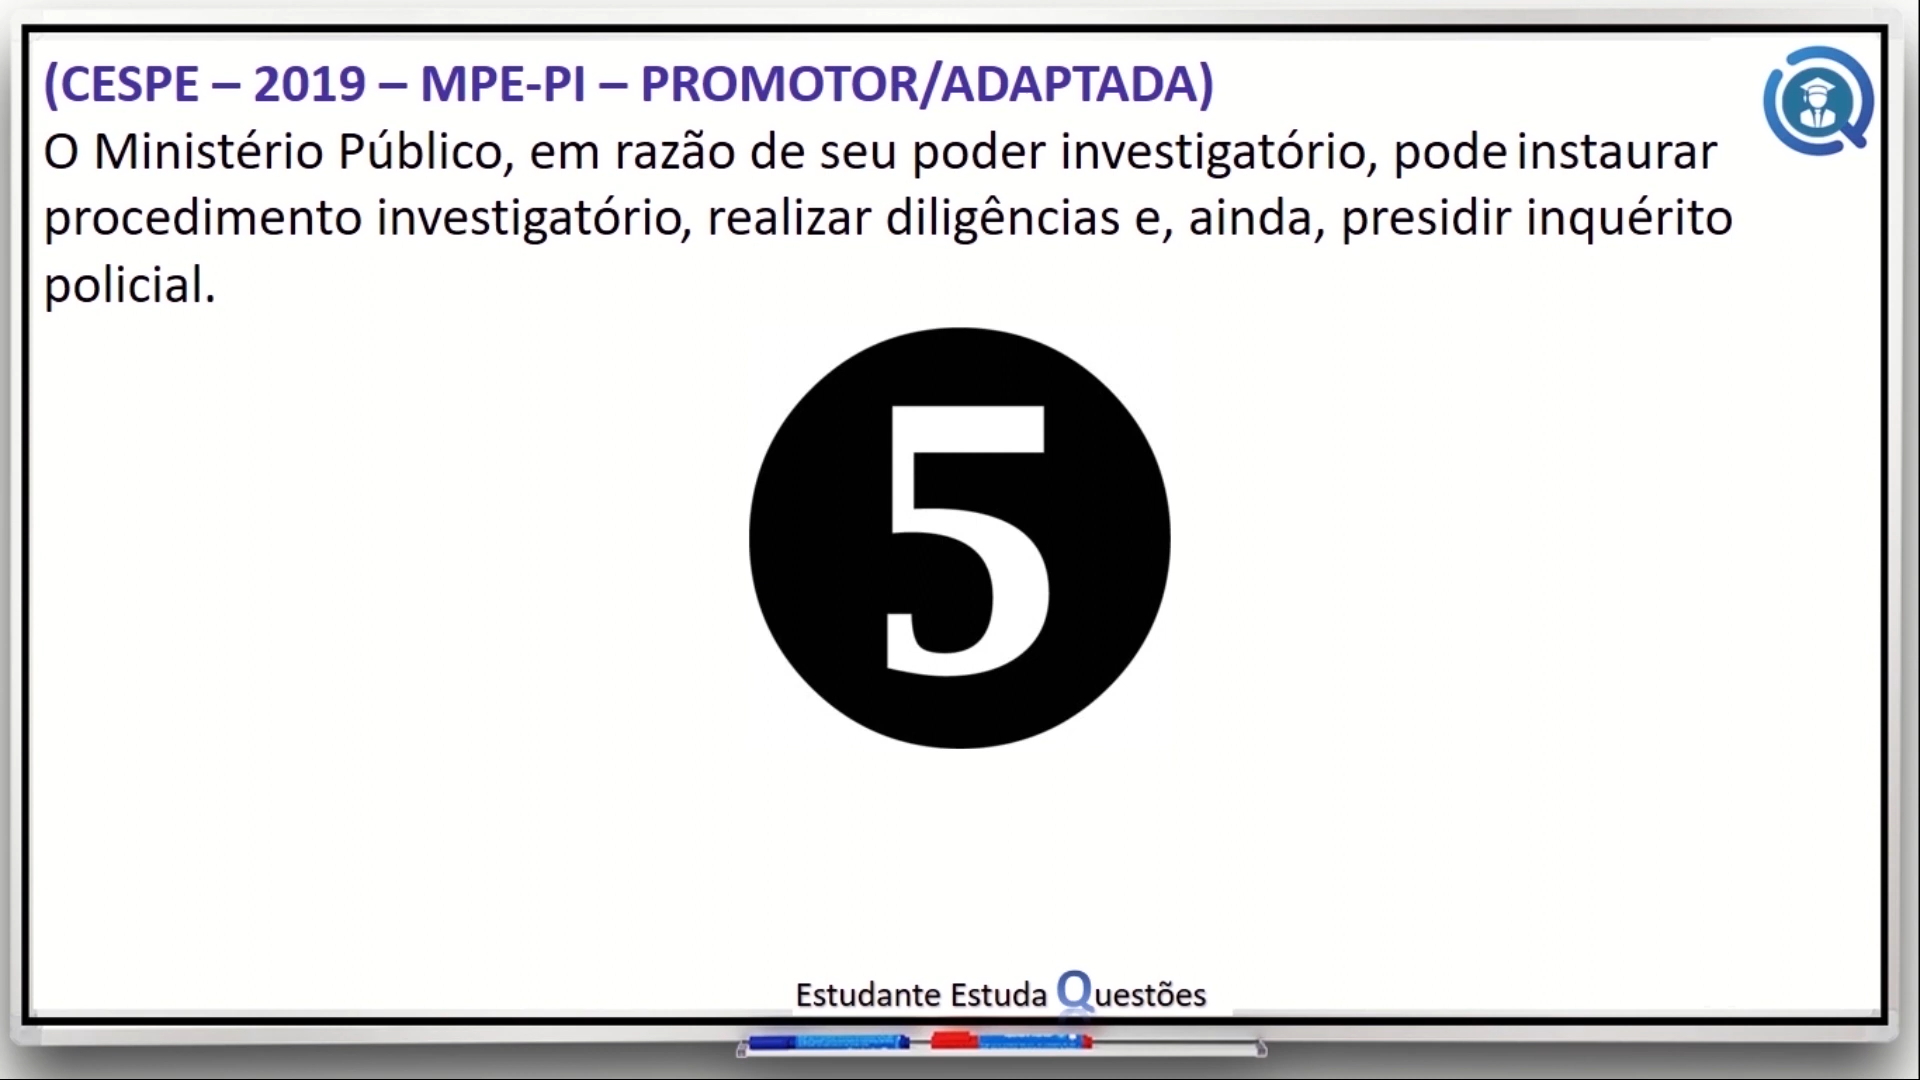 (CESPE – 2019 – MPE-PI – PROMOTOR/ADAPTADA)
O Ministério Público, em razão de seu poder investigatório, pode instaurar
procedimento investigatório, realizar diligências e, ainda, presidir inquérito
policial.
5
Estudante Estuda Questões